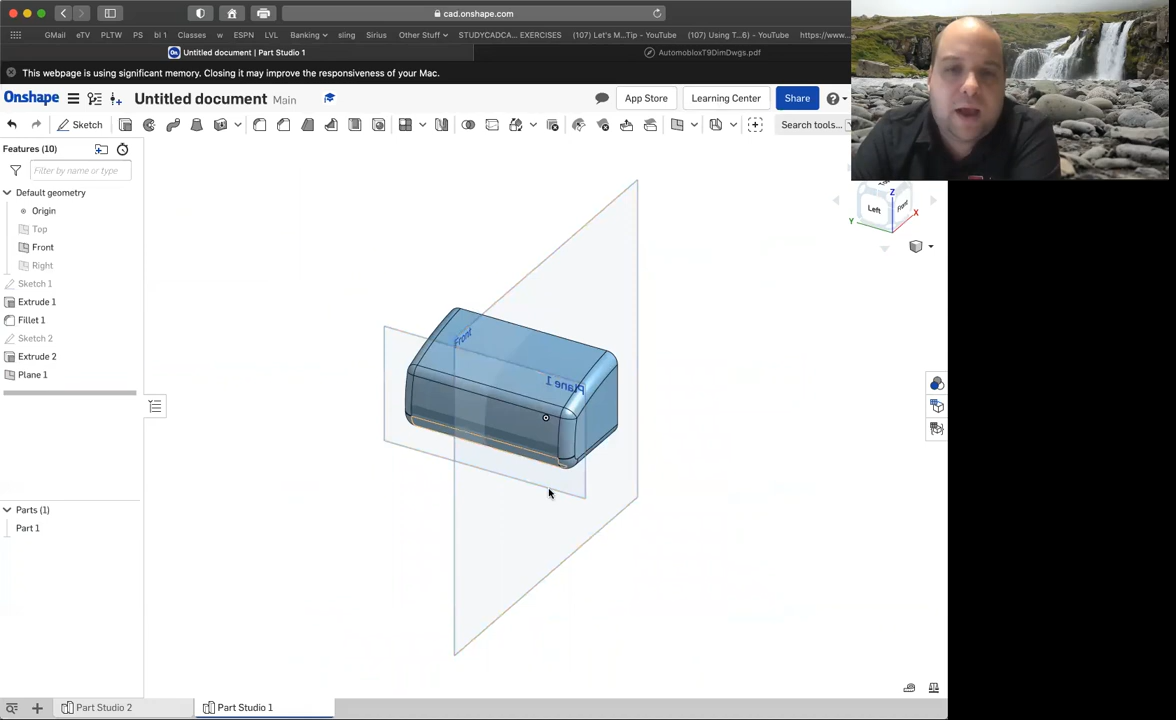 cad.onshape.com
GMail eTV PLTW PS bl 1 Classes w ESPN LVL Banking sling Sirius Other Stuff STUDYCADCA... EXERCISES (107) Let's M...Tip - YouTube (107) Using T...6) - YouTube https://www...
On Untitled document | Part Studio 1
AutomobloxT9DimDwgs.pdf
This webpage is using significant memory. Closing it may improve the responsiveness of your Mac.
Onshape Untitled document Main App Store Learning Center Share
Sketch Search tools...
Features (10)
Filter by name or type
Default geometry
Origin
Top
Front
Right
Sketch 1
Extrude 1
Fillet 1
Sketch 2
Extrude 2
Plane 1
Parts (1)
Part 1
Front
Plane 1
Z
Left
Front
X
Y
Part Studio 2
Part Studio 1